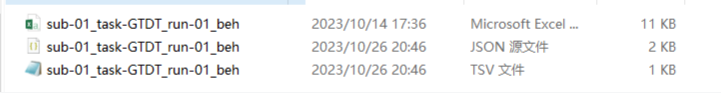 sub-01_task-GTDT_run-01_beh 2023/10/14 17:36 Microsoft Excel ... 11 KB
sub-01_task-GTDT_run-01_beh 2023/10/26 20:46 JSON 源文件 2 KB
sub-01_task-GTDT_run-01_beh 2023/10/26 20:46 TSV 文件 1 KB